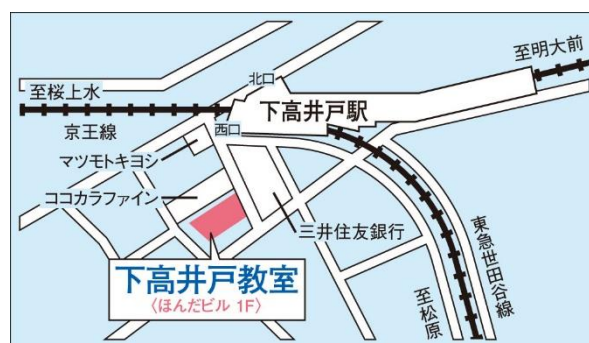 至明大前
北口
至桜上水
下高井戸駅
京王線
西口
マツモトキヨシ
ココカラファイン
三井住友銀行
東急世田谷線
下高井戸教室
〈ほんだビル 1F〉
至松原